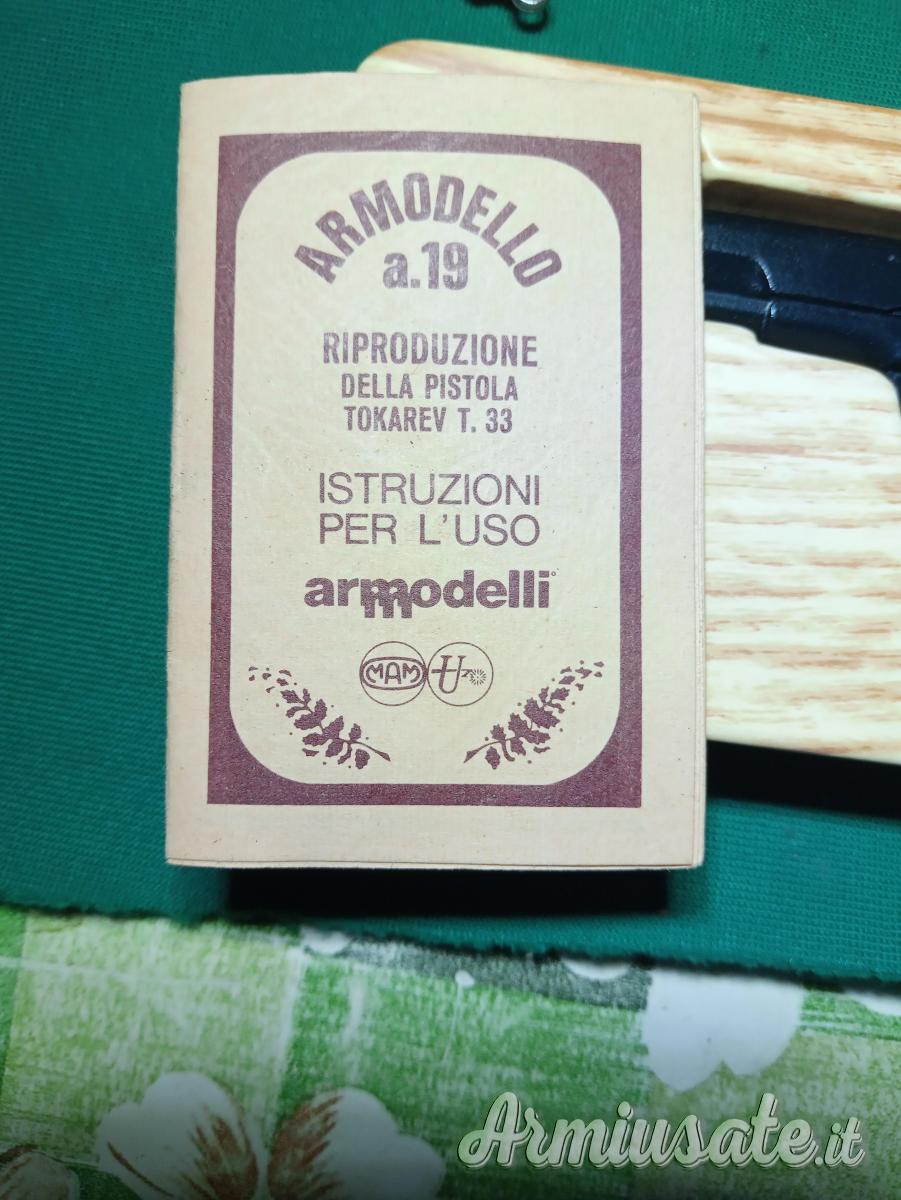 ARMODELLO
a.19
RIPRODUZIONE
DELLA PISTOLA
TOKAREV T. 33
ISTRUZIONI
PER L'USO
armodelli
MAM U
Armiusate.it